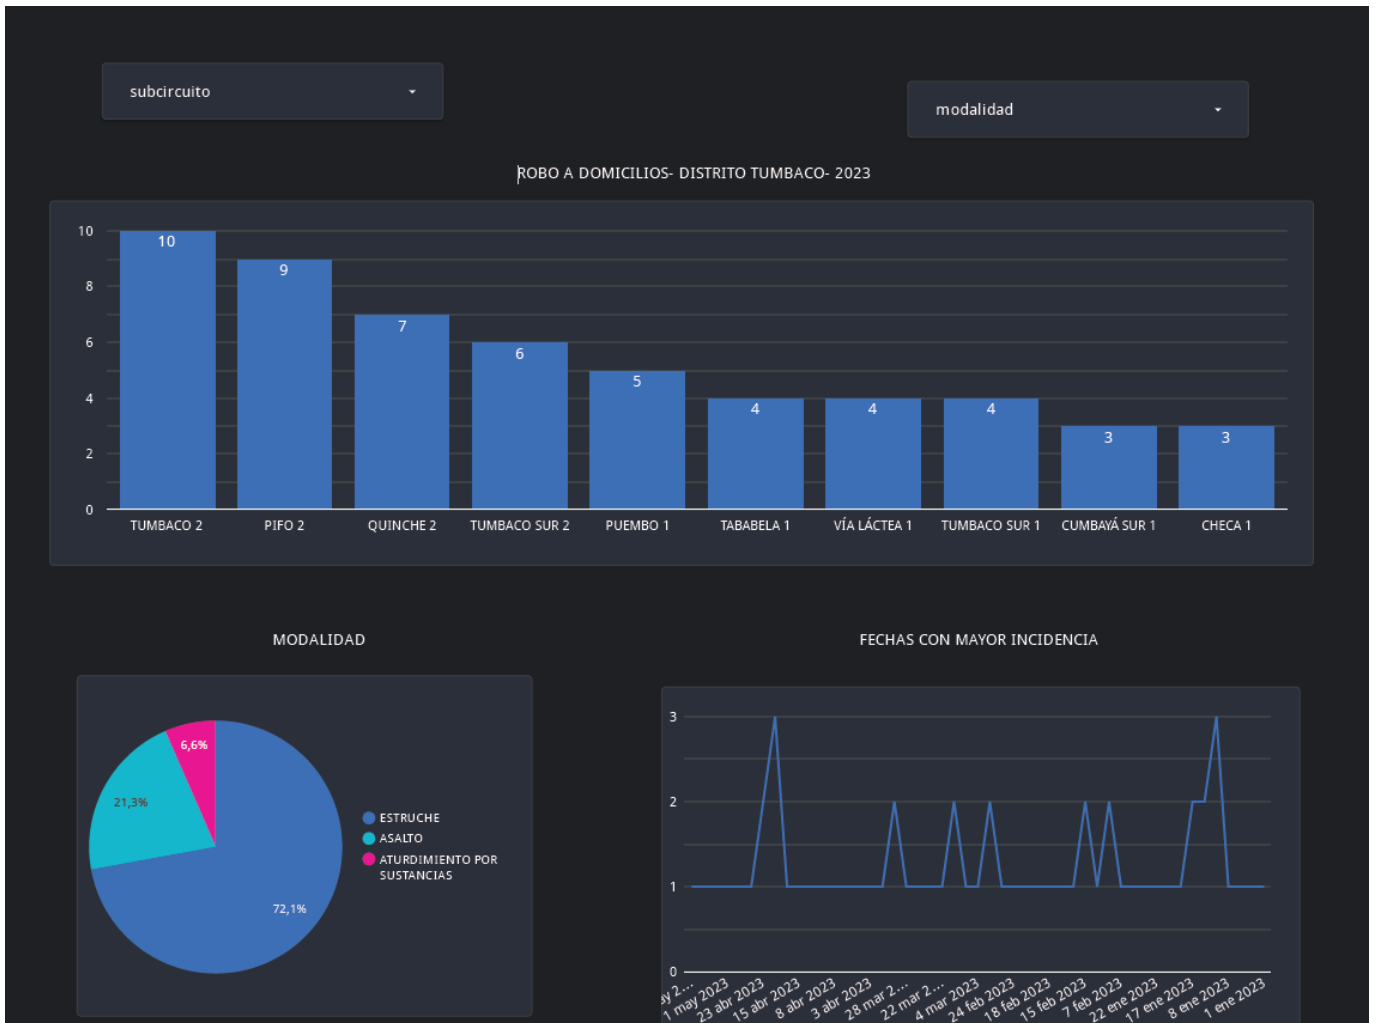 subcircuito
modalidad
ROBO A DOMICILIOS- DISTRITO TUMBACO- 2023
10
8
6
4
2
0
10
9
7
6
5
4
4
4
3
3
TUMBACO 2
PIFO 2
QUINCHE 2
TUMBACO SUR 2
PUEMBO 1
TABABELA 1
VÍA LÁCTEA 1
TUMBACO SUR 1
CUMBAYÁ SUR 1
CHECA 1
MODALIDAD
6,6%
21,3%
72,1%
ESTRUCHE
ASALTO
ATURDIMIENTO POR
SUSTANCIAS
FECHAS CON MAYOR INCIDENCIA
3
2
1
0
1 may 2023
23 abr 2023
15 abr 2023
8 abr 2023
3 abr 2023
28 mar 2…
22 mar 2…
4 mar 2023
24 feb 2023
18 feb 2023
15 feb 2023
7 feb 2023
22 ene 2023
17 ene 2023
8 ene 2023
1 ene 2023